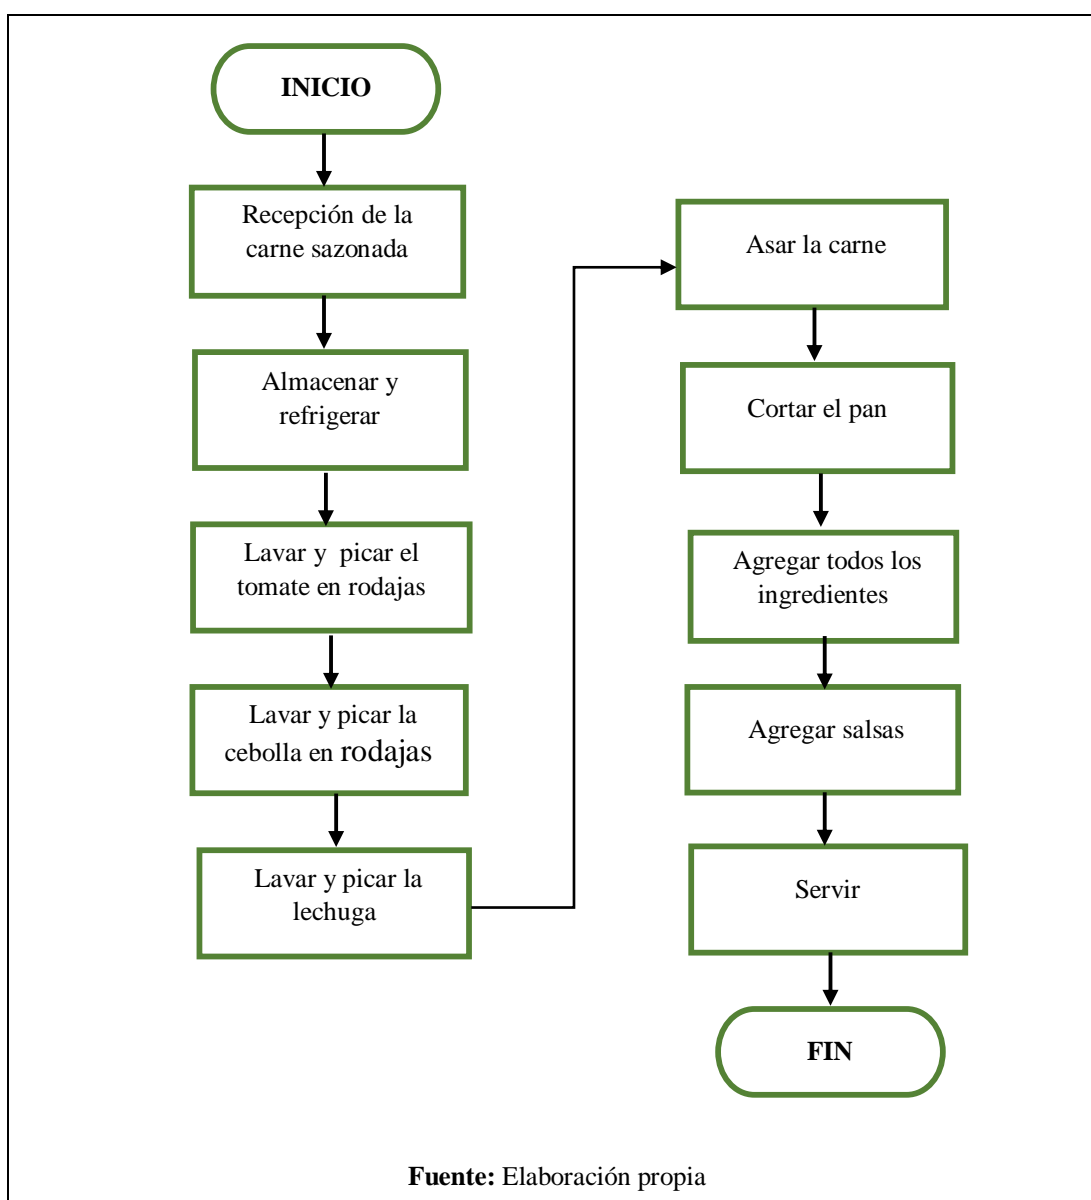 INICIO
Recepción de la
carne sazonada
Almacenar y
refrigerar
Lavar y  picar el
tomate en rodajas
Lavar y picar la
cebolla en rodajas
Lavar y picar la
lechuga
Asar la carne
Cortar el pan
Agregar todos los
ingredientes
Agregar salsas
Servir
FIN
Fuente: Elaboración propia